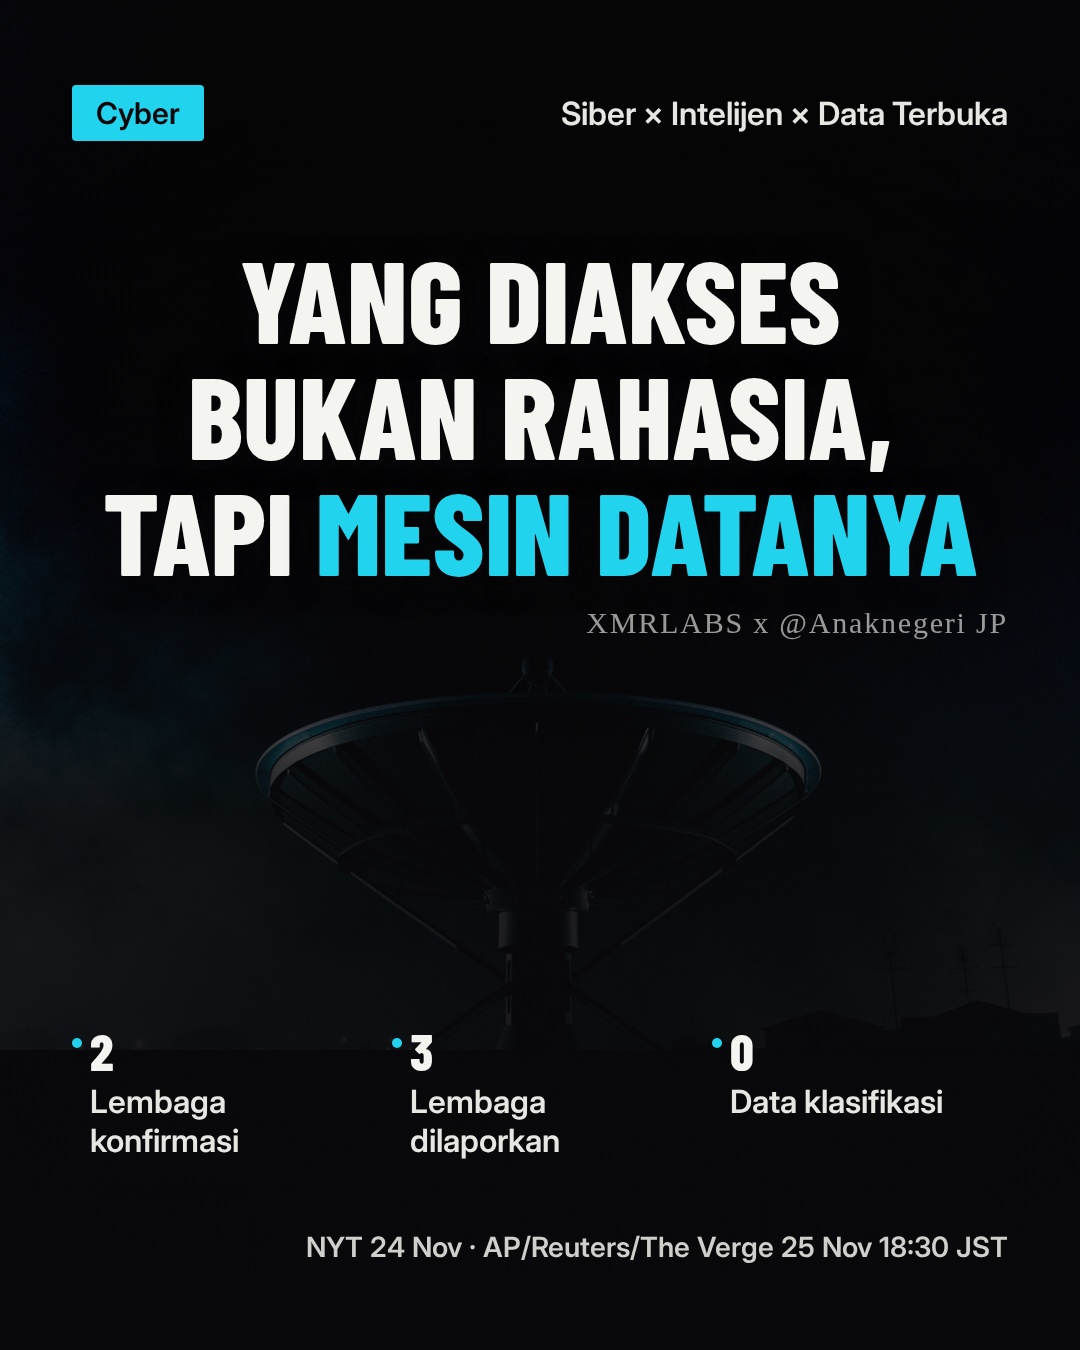 Cyber
Siber × Intelijen × Data Terbuka
YANG DIAKSES
BUKAN RAHASIA,
TAPI MESIN DATANYA
XMRLABS x @Anaknegeri JP
2
Lembaga
konfirmasi
3
Lembaga
dilaporkan
0
Data klasifikasi
NYT 24 Nov · AP/Reuters/The Verge 25 Nov 18:30 JST